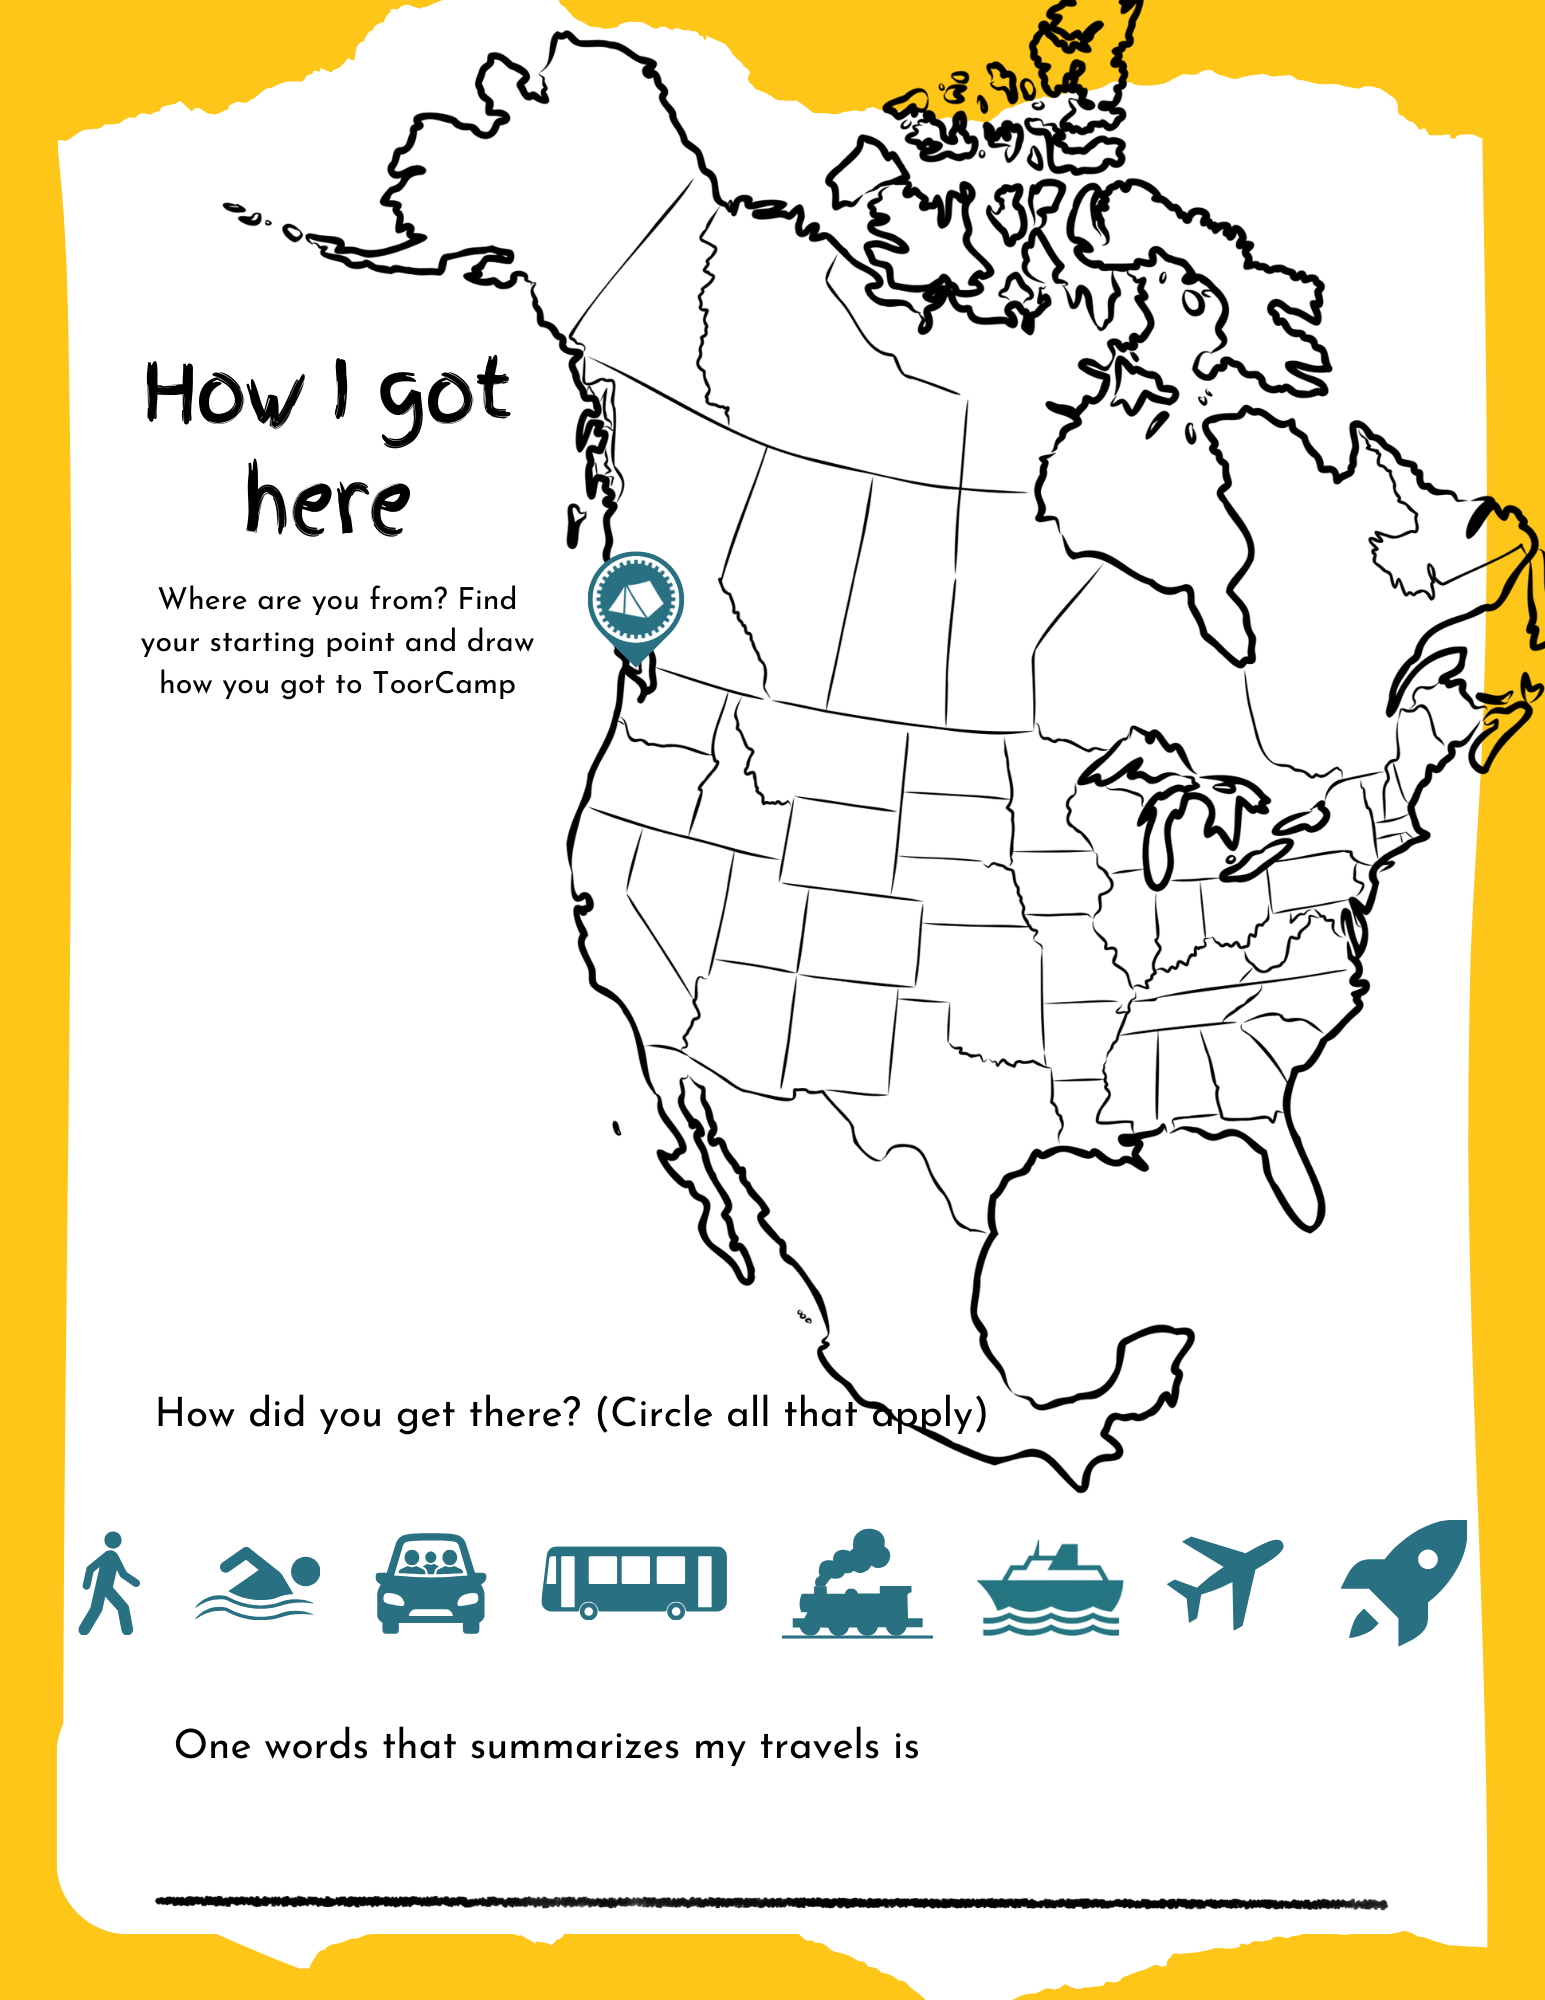 How I got
here
Where are you from? Find
your starting point and draw
how you got to ToorCamp
How did you get there? (Circle all that apply)
One words that summarizes my travels is